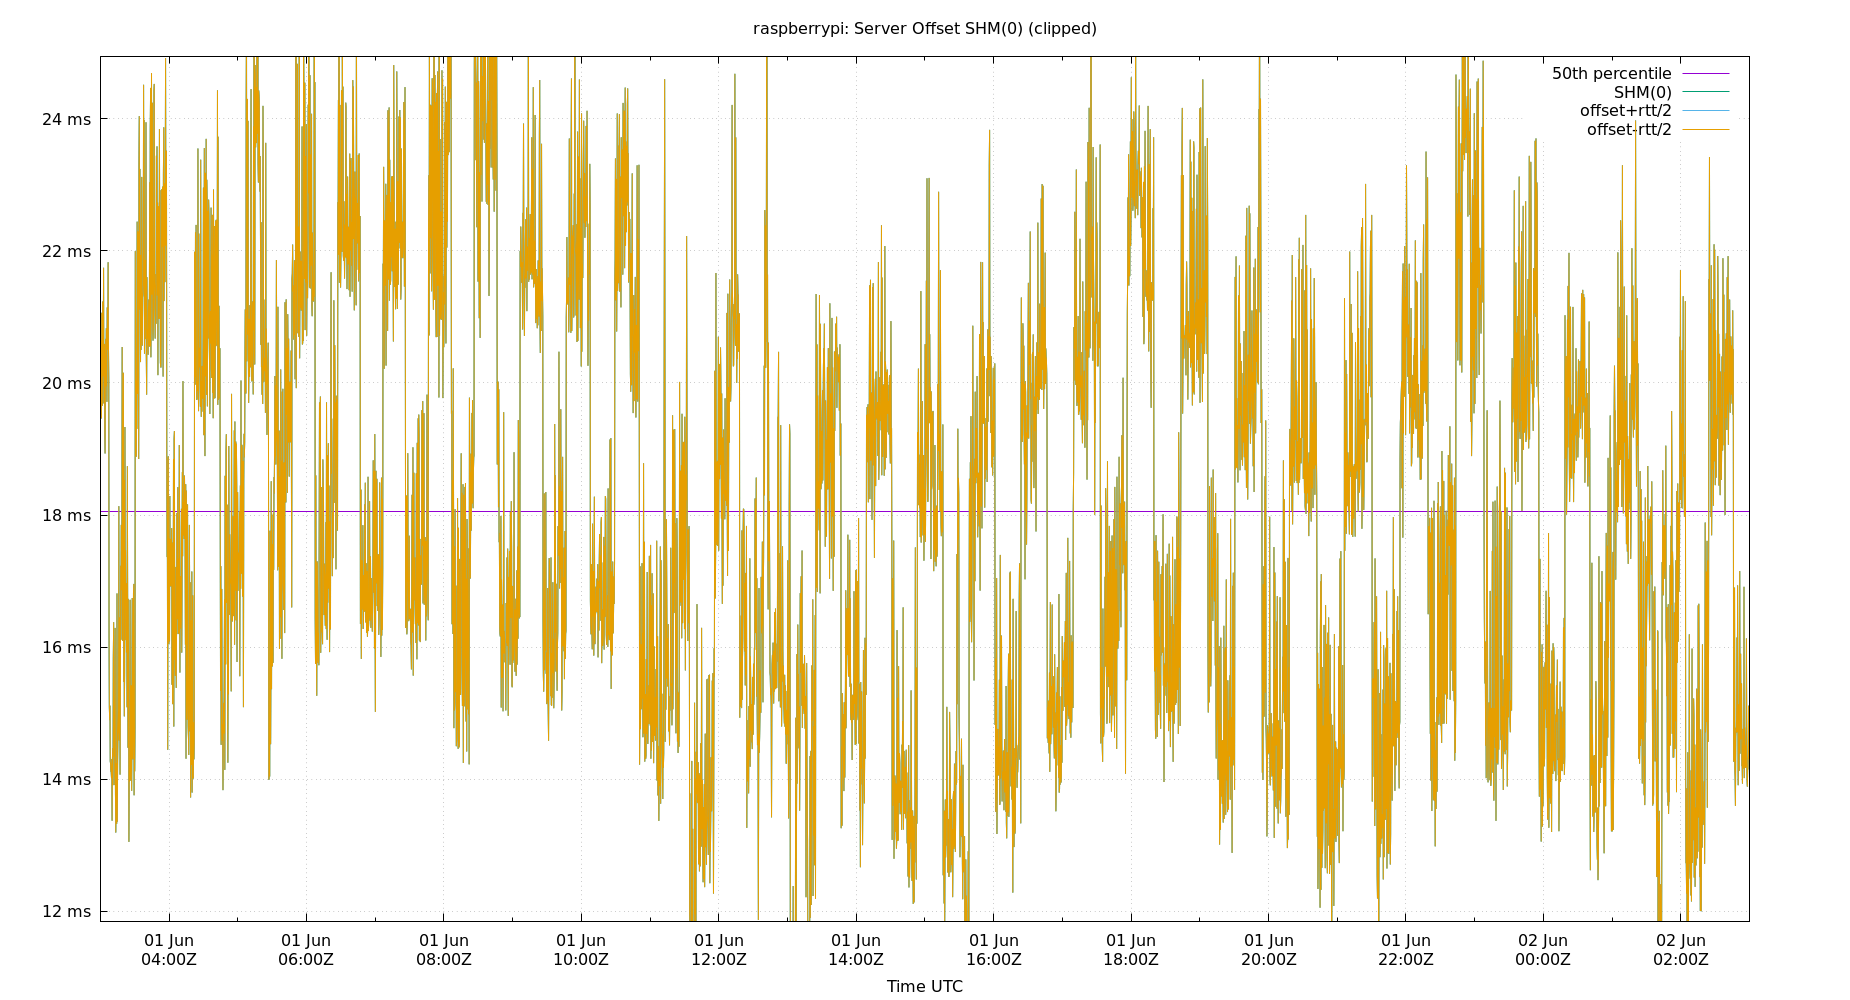 raspberrypi: Server Offset SHM(0) (clipped)
50th percentile
SHM(0)
offset+rtt/2
offset-rtt/2
24 ms
22 ms
20 ms
18 ms
16 ms
14 ms
12 ms
01 Jun 01 Jun 01 Jun 01 Jun 01 Jun 01 Jun 01 Jun 01 Jun 01 Jun 01 Jun 02 Jun 02 Jun
04:00Z 06:00Z 08:00Z 10:00Z 12:00Z 14:00Z 16:00Z 18:00Z 20:00Z 22:00Z 00:00Z 02:00Z
Time UTC